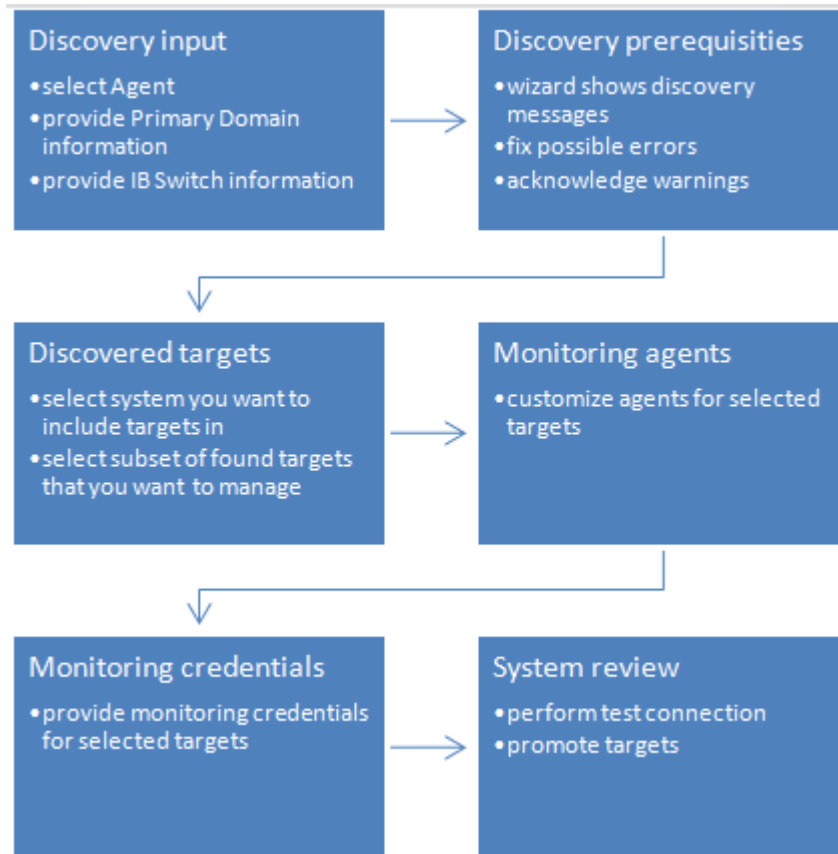 Discovery input
•select Agent
•provide Primary Domain
information
•provide IB Switch information
Discovery prerequisities
•wizard shows discovery
messages
•fix possible errors
•acknowledge warnings
Discovered targets
•select system you want to
include targets in
•select subset of found targets
that you want to manage
Monitoring agents
•customize agents for selected
targets
Monitoring credentials
•provide monitoring credentials
for selected targets
System review
•perform test connection
•promote targets